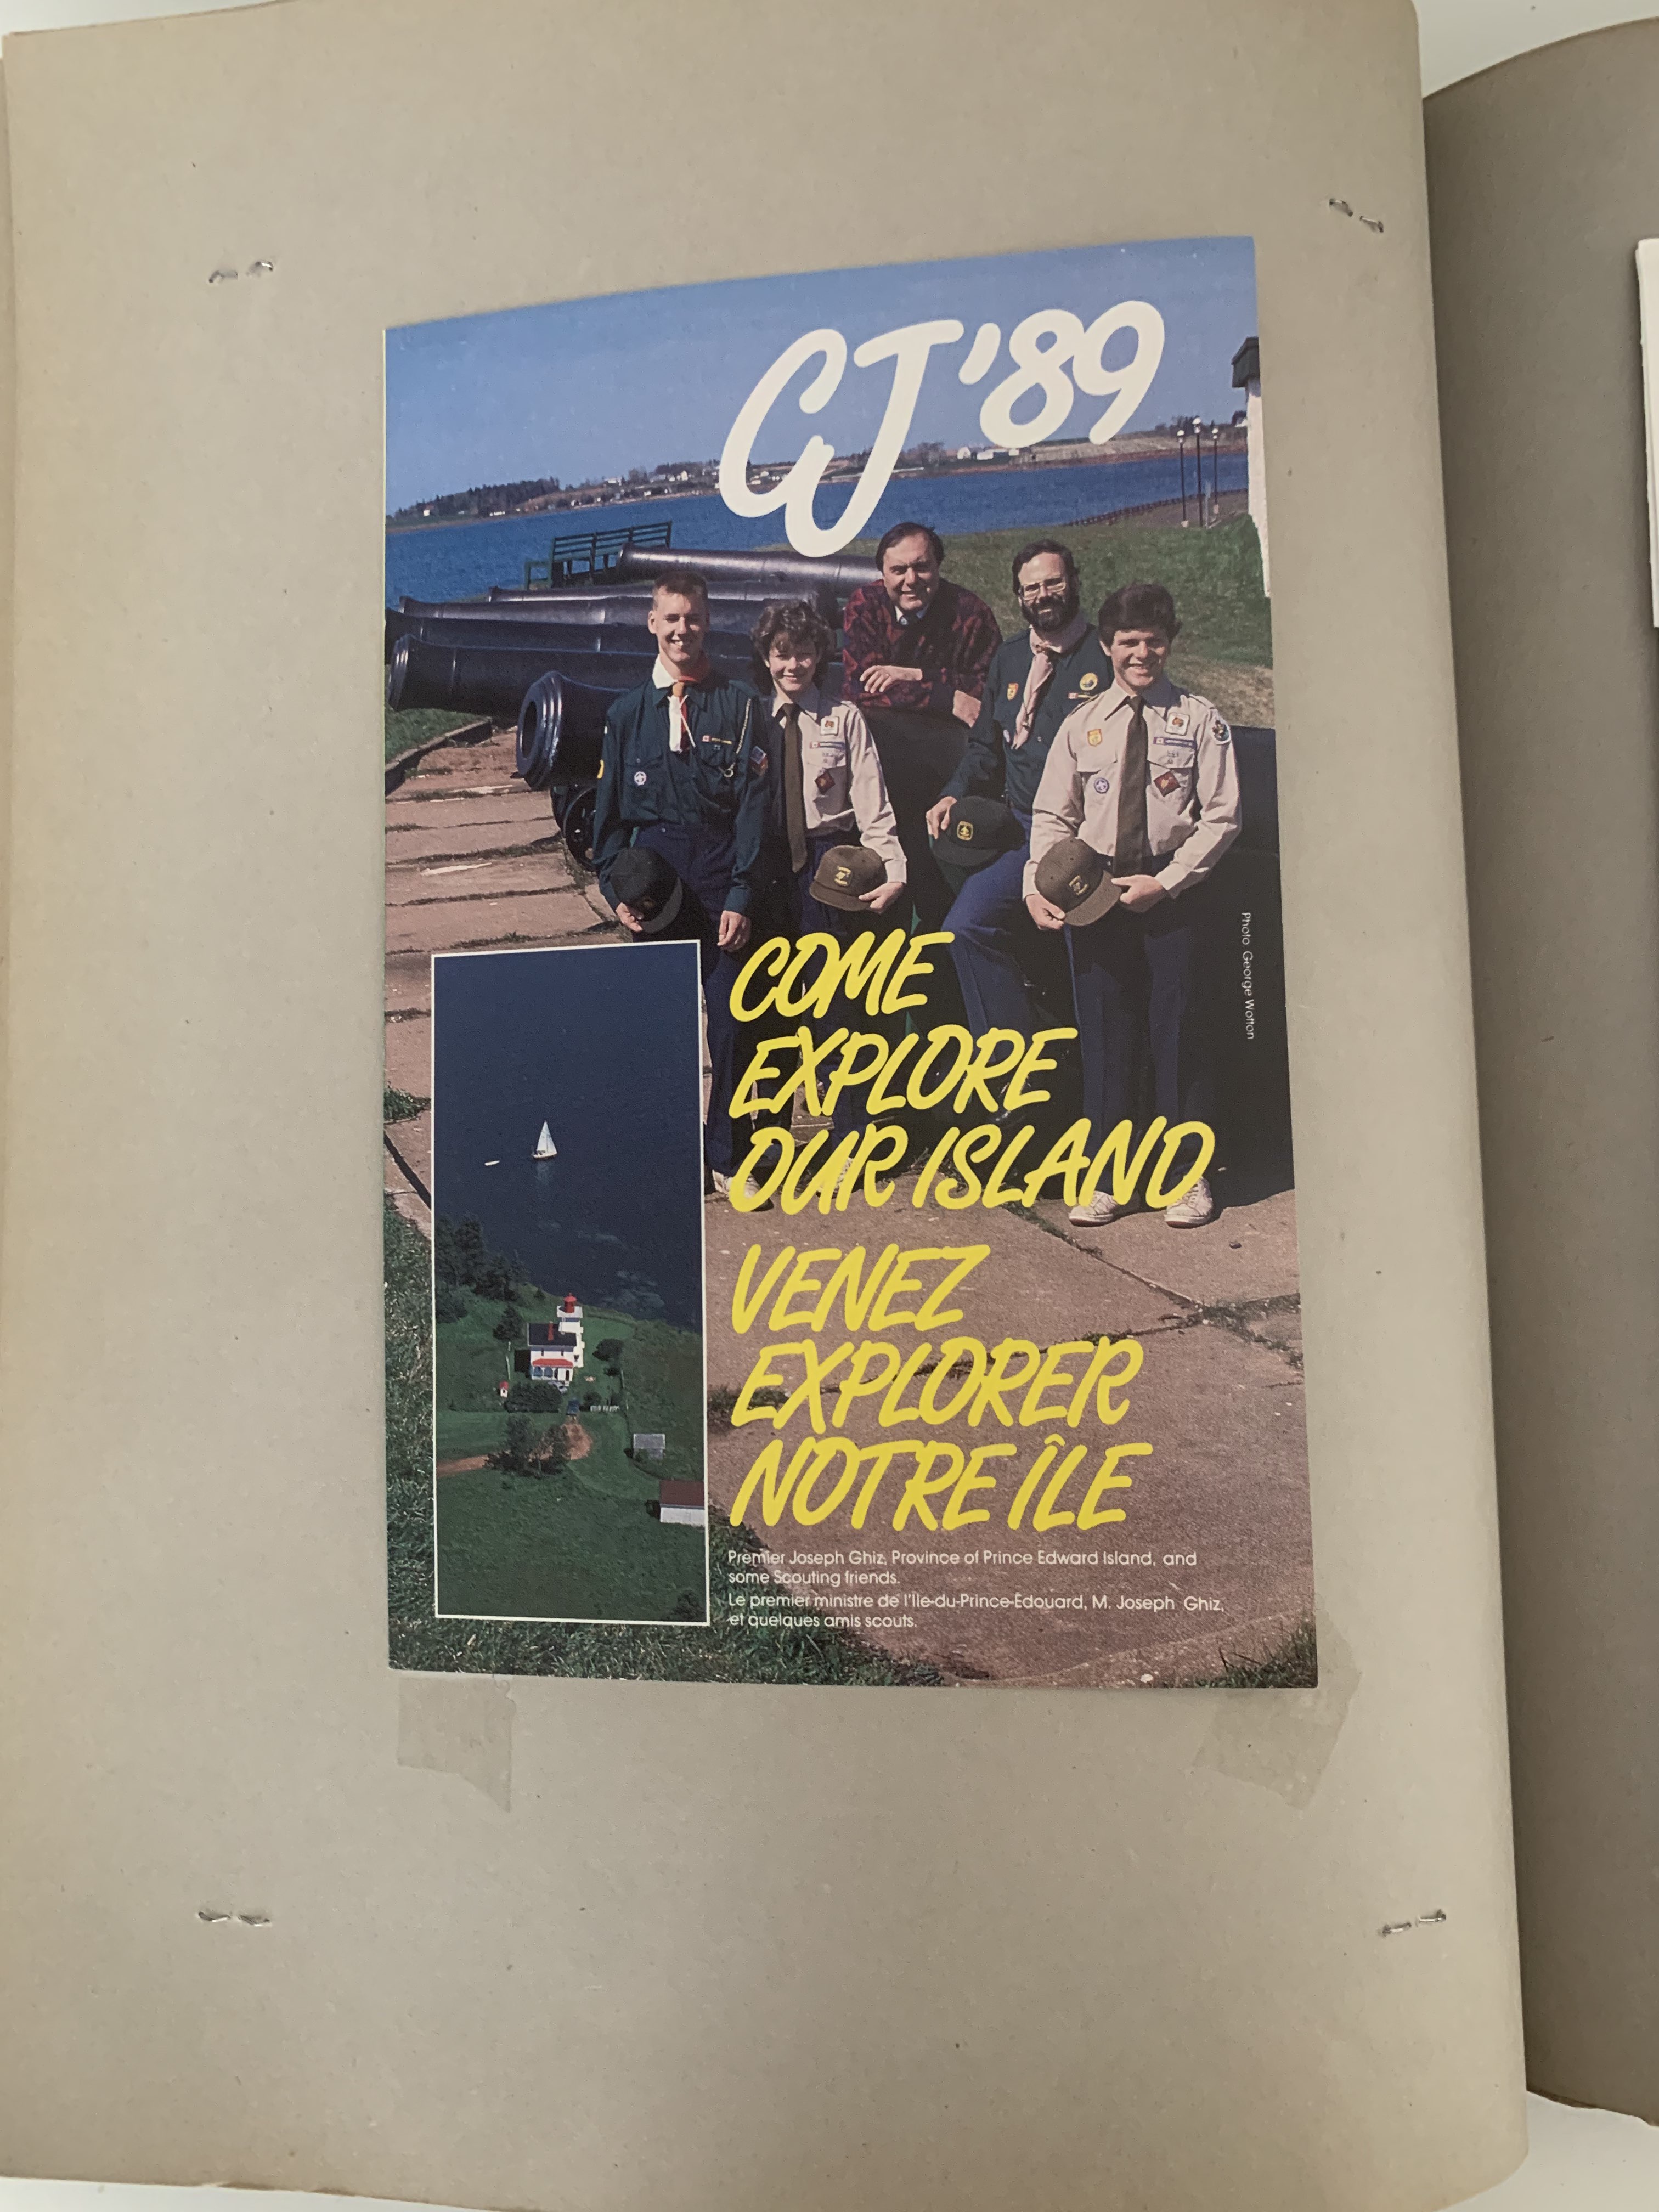 CJ '89
COME
EXPLORE
OUR ISLAND
VENEZ
EXPLORER
NOTRE ÎLE
Premier Joseph Ghiz, Province of Prince Edward Island, and
some Scouting friends.
Le premier ministre de l'Île-du-Prince-Édouard, M. Joseph Ghiz,
et quelques amis scouts.
Photo George Wotton